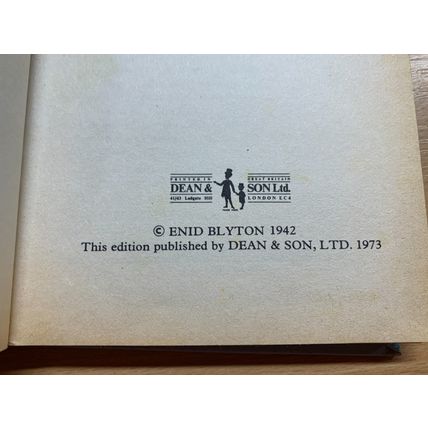 PRINTED IN GREAT BRITAIN
DEAN & SON Ltd.
41/43 Ludgate Hill LONDON EC4
© ENID BLYTON 1942
This edition published by DEAN & SON, LTD. 1973